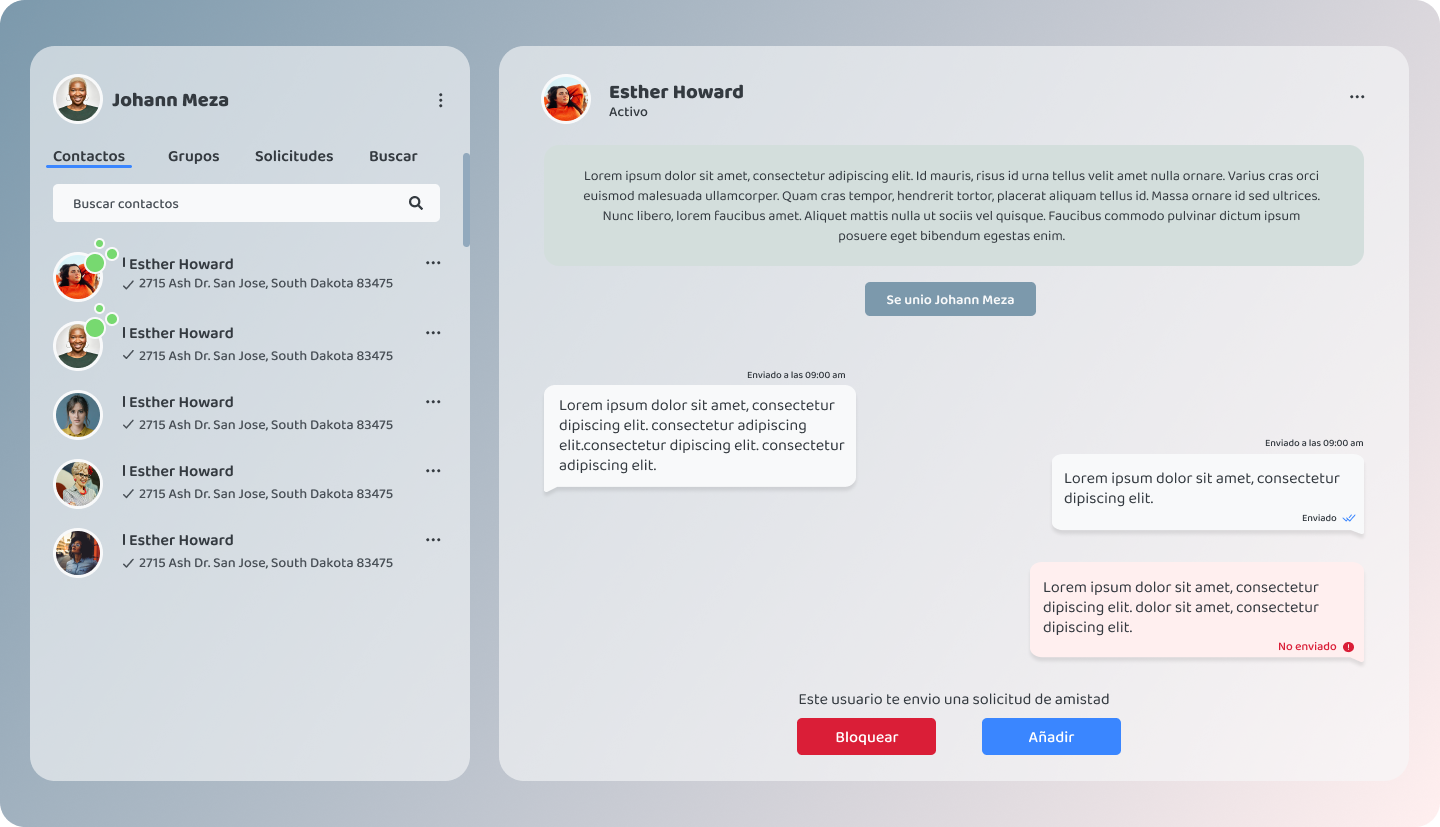 Johann Meza
Contactos Grupos Solicitudes Buscar
Buscar contactos
Esther Howard
2715 Ash Dr. San Jose, South Dakota 83475
Esther Howard
2715 Ash Dr. San Jose, South Dakota 83475
Esther Howard
2715 Ash Dr. San Jose, South Dakota 83475
Esther Howard
2715 Ash Dr. San Jose, South Dakota 83475
Esther Howard
2715 Ash Dr. San Jose, South Dakota 83475
Esther Howard
Activo
Lorem ipsum dolor sit amet, consectetur adipiscing elit. Id mauris, risus id urna tellus velit amet nulla ornare. Varius cras orci
euismod malesuada ullamcorper. Quam cras tempor, hendrerit tortor, placerat aliquam tellus id. Massa ornare id sed ultrices.
Nunc libero, lorem faucibus amet. Aliquet mattis nulla ut sociis vel quisque. Faucibus commodo pulvinar dictum ipsum
posuere eget bibendum egestas enim.
Se unio Johann Meza
Enviado a las 09:00 am
Lorem ipsum dolor sit amet, consectetur
dipiscing elit. consectetur adipiscing
elit.consectetur dipiscing elit. consectetur
adipiscing elit.
Enviado a las 09:00 am
Lorem ipsum dolor sit amet, consectetur
dipiscing elit.
Enviado
Lorem ipsum dolor sit amet, consectetur
dipiscing elit. dolor sit amet, consectetur
dipiscing elit.
No enviado
Este usuario te envio una solicitud de amistad
Bloquear Añadir